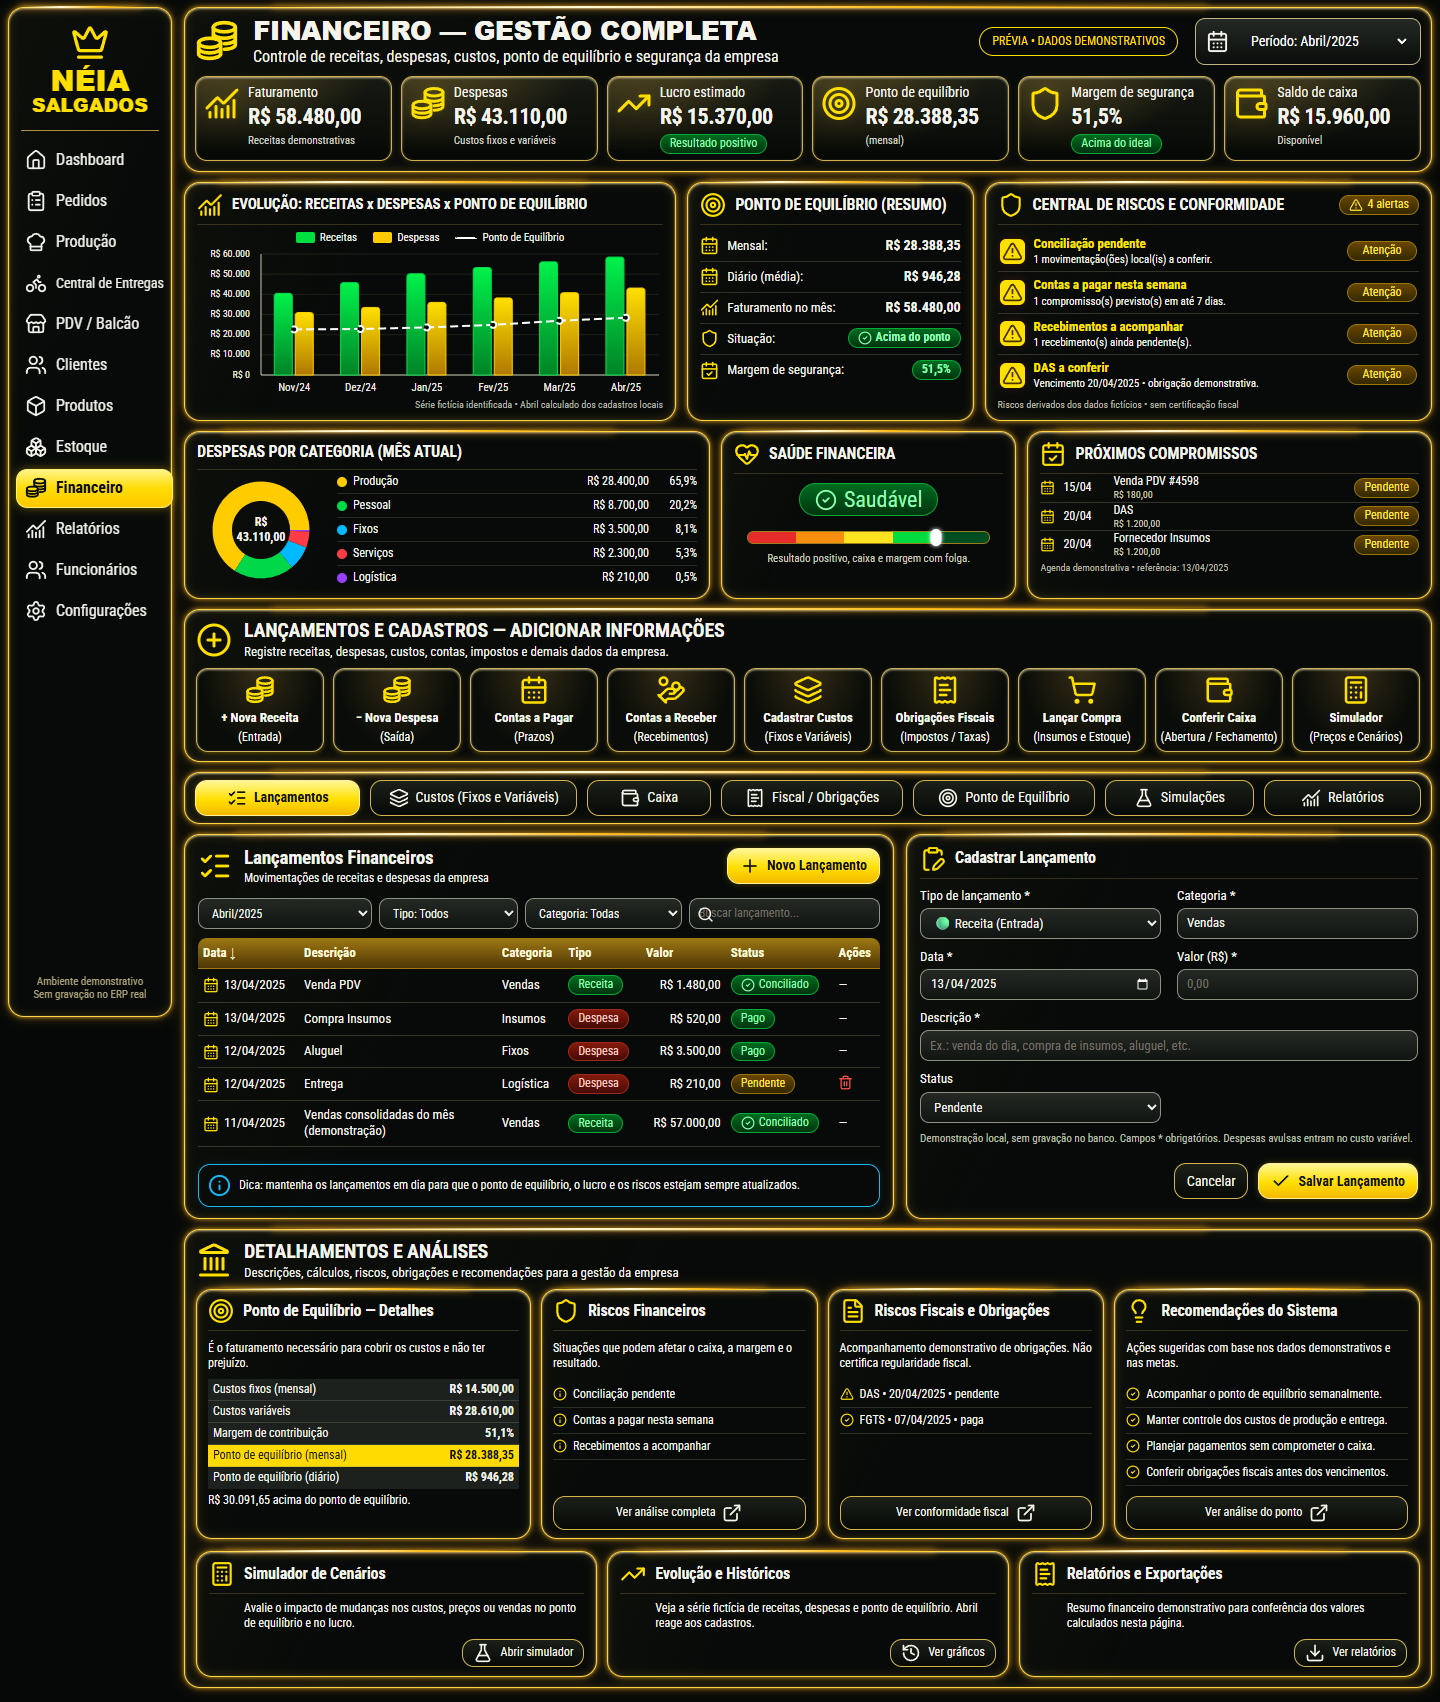 NÉIA
SALGADOS
Dashboard
Pedidos
Produção
Central de Entregas
PDV / Balcão
Clientes
Produtos
Estoque
Financeiro
Relatórios
Funcionários
Configurações
Ambiente demonstrativo
Sem gravação no ERP real
FINANCEIRO — GESTÃO COMPLETA
Controle de receitas, despesas, custos, ponto de equilíbrio e segurança da empresa
PRÉVIA • DADOS DEMONSTRATIVOS
Período: Abril/2025
Faturamento
R$ 58.480,00
Receitas demonstrativas
Despesas
R$ 43.110,00
Custos fixos e variáveis
Lucro estimado
R$ 15.370,00
Resultado positivo
Ponto de equilíbrio
R$ 28.388,35
(mensal)
Margem de segurança
51,5%
Acima do ideal
Saldo de caixa
R$ 15.960,00
Disponível
EVOLUÇÃO: RECEITAS x DESPESAS x PONTO DE EQUILÍBRIO
Receitas Despesas Ponto de Equilíbrio
R$ 60.000
R$ 50.000
R$ 40.000
R$ 30.000
R$ 20.000
R$ 10.000
R$ 0
Nov/24 Dez/24 Jan/25 Fev/25 Mar/25 Abr/25
Série fictícia identificada • Abril calculado dos cadastros locais
PONTO DE EQUILÍBRIO (RESUMO)
Mensal: R$ 28.388,35
Diário (média): R$ 946,28
Faturamento no mês: R$ 58.480,00
Situação: Acima do ponto
Margem de segurança: 51,5%
CENTRAL DE RISCOS E CONFORMIDADE
4 alertas
Conciliação pendente
1 movimentação(ões) local(is) a conferir.
Atenção
Contas a pagar nesta semana
1 compromisso(s) previsto(s) em até 7 dias.
Atenção
Recebimentos a acompanhar
1 recebimento(s) ainda pendente(s).
Atenção
DAS a conferir
Vencimento 20/04/2025 • obrigação demonstrativa.
Atenção
Riscos derivados dos dados fictícios • sem certificação fiscal
DESPESAS POR CATEGORIA (MÊS ATUAL)
R$
43.110,00
Produção R$ 28.400,00 65,9%
Pessoal R$ 8.700,00 20,2%
Fixos R$ 3.500,00 8,1%
Serviços R$ 2.300,00 5,3%
Logística R$ 210,00 0,5%
SAÚDE FINANCEIRA
Saudável
Resultado positivo, caixa e margem com folga.
PRÓXIMOS COMPROMISSOS
15/04 Venda PDV #4598
R$ 180,00
Pendente
20/04 DAS
R$ 1.200,00
Pendente
20/04 Fornecedor Insumos
R$ 1.200,00
Pendente
Agenda demonstrativa • referência: 13/04/2025
LANÇAMENTOS E CADASTROS — ADICIONAR INFORMAÇÕES
Registre receitas, despesas, custos, contas, impostos e demais dados da empresa.
+ Nova Receita
(Entrada)
− Nova Despesa
(Saída)
Contas a Pagar
(Prazos)
Contas a Receber
(Recebimentos)
Cadastrar Custos
(Fixos e Variáveis)
Obrigações Fiscais
(Impostos / Taxas)
Lançar Compra
(Insumos e Estoque)
Conferir Caixa
(Abertura / Fechamento)
Simulador
(Preços e Cenários)
Lançamentos
Custos (Fixos e Variáveis)
Caixa
Fiscal / Obrigações
Ponto de Equilíbrio
Simulações
Relatórios
Lançamentos Financeiros
Movimentações de receitas e despesas da empresa
Novo Lançamento
Abril/2025
Tipo: Todos
Categoria: Todas
Buscar lançamento...
Data ↓ Descrição Categoria Tipo Valor Status Ações
13/04/2025 Venda PDV Vendas Receita R$ 1.480,00 Conciliado —
13/04/2025 Compra Insumos Insumos Despesa R$ 520,00 Pago —
12/04/2025 Aluguel Fixos Despesa R$ 3.500,00 Pago —
12/04/2025 Entrega Logística Despesa R$ 210,00 Pendente
11/04/2025 Vendas consolidadas do mês
(demonstração)
Vendas Receita R$ 57.000,00 Conciliado —
Dica: mantenha os lançamentos em dia para que o ponto de equilíbrio, o lucro e os riscos estejam sempre atualizados.
Cadastrar Lançamento
Tipo de lançamento *
Receita (Entrada)
Categoria *
Vendas
Data *
13/04/2025
Valor (R$) *
0,00
Descrição *
Ex.: venda do dia, compra de insumos, aluguel, etc.
Status
Pendente
Demonstração local, sem gravação no banco. Campos * obrigatórios. Despesas avulsas entram no custo variável.
Cancelar
Salvar Lançamento
DETALHAMENTOS E ANÁLISES
Descrições, cálculos, riscos, obrigações e recomendações para a gestão da empresa
Ponto de Equilíbrio — Detalhes
É o faturamento necessário para cobrir os custos e não ter
prejuízo.
Custos fixos (mensal) R$ 14.500,00
Custos variáveis R$ 28.610,00
Margem de contribuição 51,1%
Ponto de equilíbrio (mensal) R$ 28.388,35
Ponto de equilíbrio (diário) R$ 946,28
R$ 30.091,65 acima do ponto de equilíbrio.
Riscos Financeiros
Situações que podem afetar o caixa, a margem e o
resultado.
Conciliação pendente
Contas a pagar nesta semana
Recebimentos a acompanhar
Ver análise completa
Riscos Fiscais e Obrigações
Acompanhamento demonstrativo de obrigações. Não
certifica regularidade fiscal.
DAS • 20/04/2025 • pendente
FGTS • 07/04/2025 • paga
Ver conformidade fiscal
Recomendações do Sistema
Ações sugeridas com base nos dados demonstrativos e
nas metas.
Acompanhar o ponto de equilíbrio semanalmente.
Manter controle dos custos de produção e entrega.
Planejar pagamentos sem comprometer o caixa.
Conferir obrigações fiscais antes dos vencimentos.
Ver análise do ponto
Simulador de Cenários
Avalie o impacto de mudanças nos custos, preços ou vendas no ponto
de equilíbrio e no lucro.
Abrir simulador
Evolução e Históricos
Veja a série fictícia de receitas, despesas e ponto de equilíbrio. Abril
reage aos cadastros.
Ver gráficos
Relatórios e Exportações
Resumo financeiro demonstrativo para conferência dos valores
calculados nesta página.
Ver relatórios